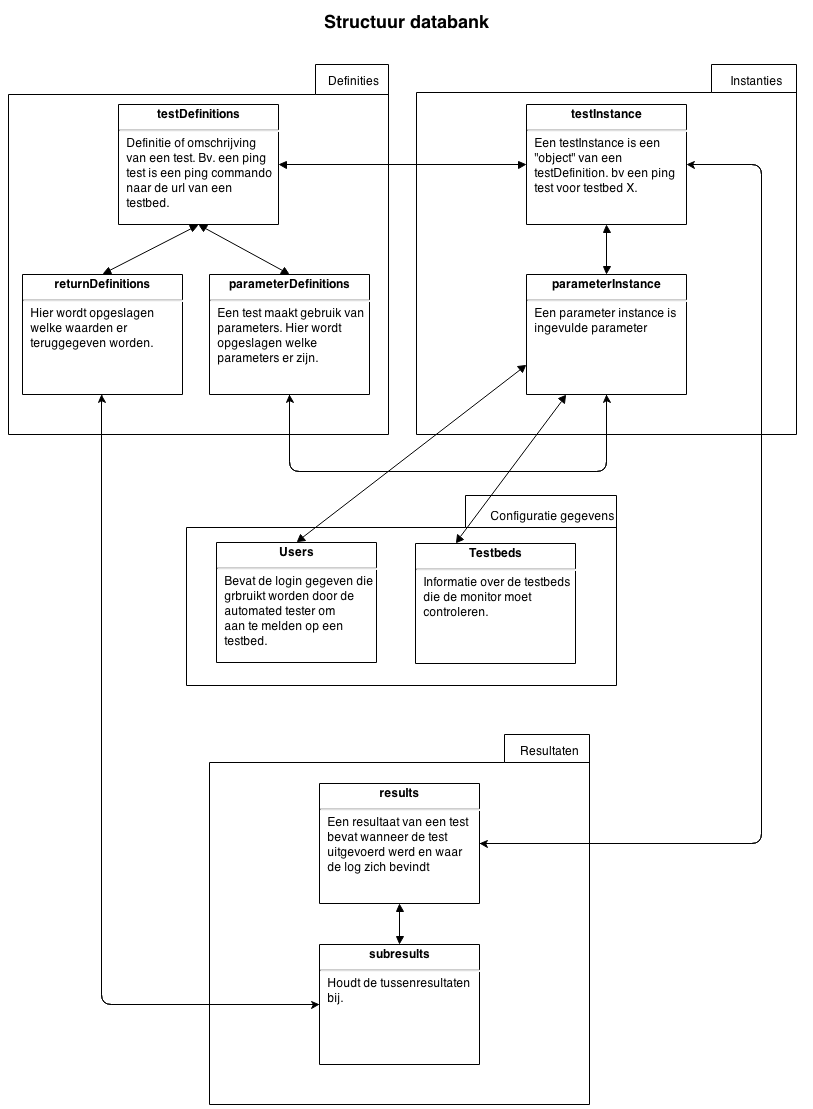 Structuur databank
Definities
testDefinitions
Definitie of omschrijving
van een test. Bv. een ping
test is een ping commando
naar de url van een
testbed.
returnDefinitions
Hier wordt opgeslagen
welke waarden er
teruggegeven worden.
parameterDefinitions
Een test maakt gebruik van
parameters. Hier wordt
opgeslagen welke
parameters er zijn.
Instanties
testInstance
Een testInstance is een
"object" van een
testDefinition. bv een ping
test voor testbed X.
parameterInstance
Een parameter instance is
ingevulde parameter
Configuratie gegevens
Users
Bevat de login gegeven die
grbruikt worden door de
automated tester om
aan te melden op een
testbed.
Testbeds
Informatie over de testbeds
die de monitor moet
controleren.
Resultaten
results
Een resultaat van een test
bevat wanneer de test
uitgevoerd werd en waar
de log zich bevindt
subresults
Houdt de tussenresultaten
bij.